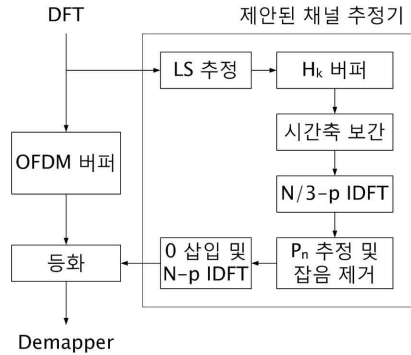 DFT
제안된 채널 추정기
LS 추정
H_k 버퍼
시간축 보간
OFDM 버퍼
N/3-p IDFT
등화
0 삽입 및
N-p IDFT
P_n 추정 및
잡음 제거
Demapper